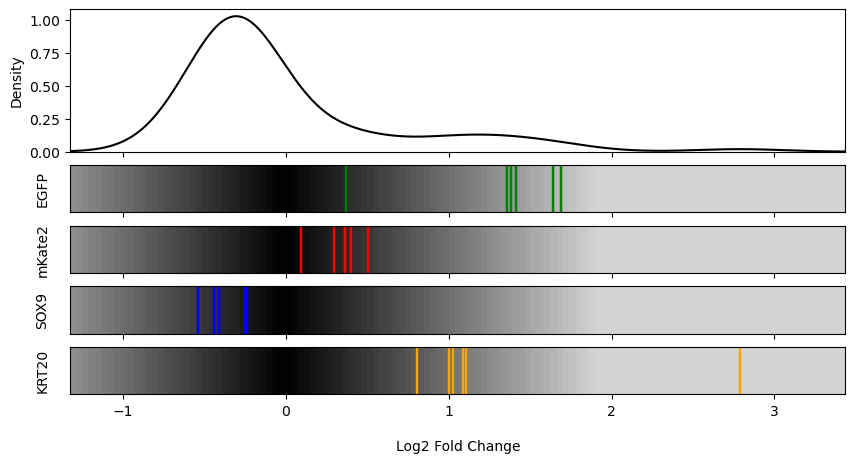 1.00
0.75
0.50
0.25
0.00
Density
EGFP
mKate2
SOX9
KRT20
−1 0 1 2 3
Log2 Fold Change